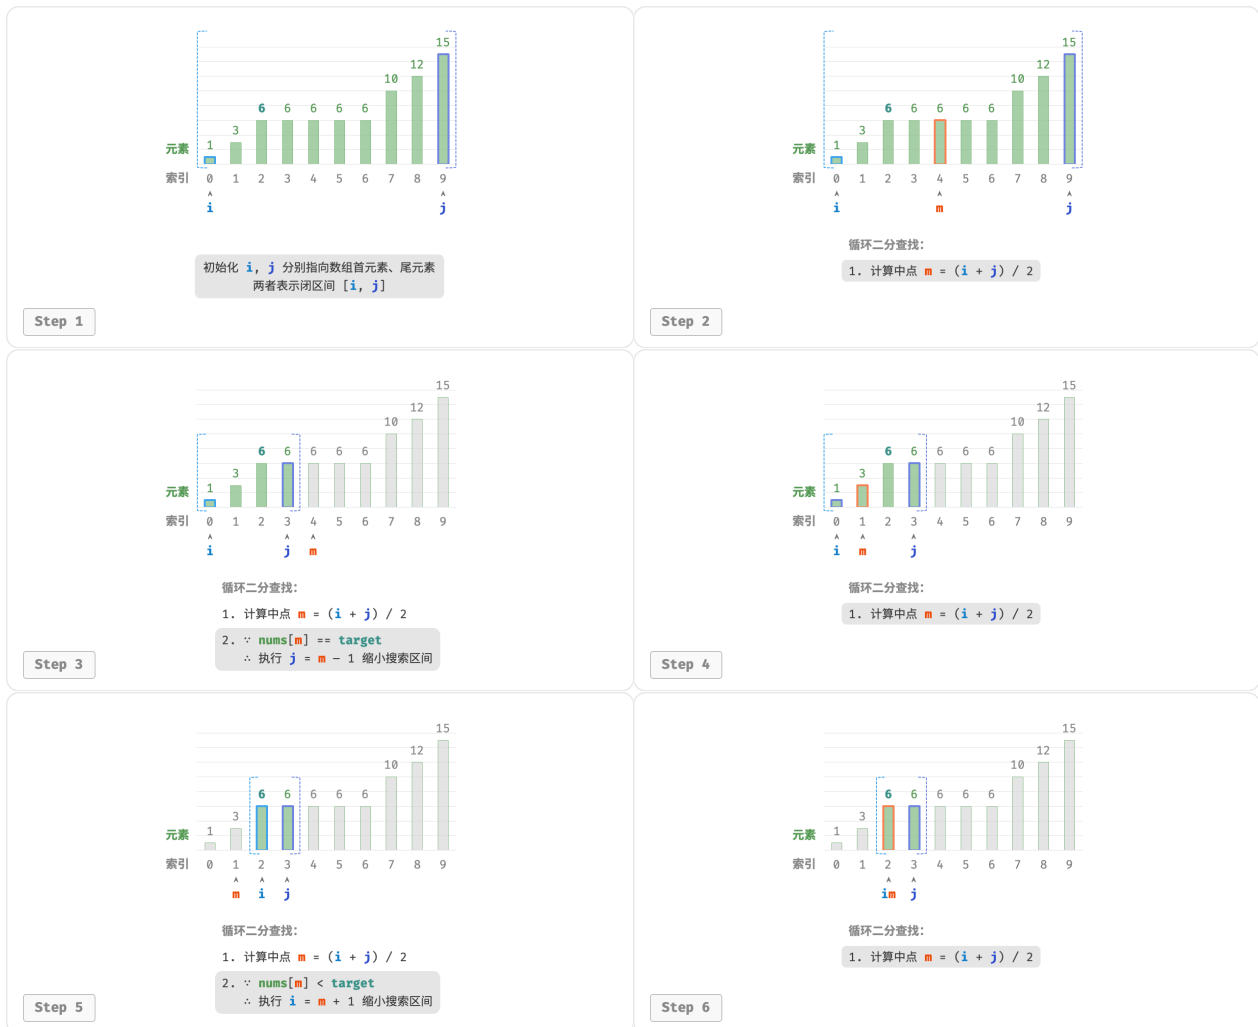 15
12
10
6 6 6 6 6
3
元素 1
索引 0 1 2 3 4 5 6 7 8 9
i j
初始化 i, j 分别指向数组首元素、尾元素
两者表示闭区间 [i, j]
Step 1
15
12
10
6 6 6 6 6
3
元素 1
索引 0 1 2 3 4 5 6 7 8 9
i m j
循环二分查找:
1. 计算中点 m = (i + j) / 2
Step 2
15
12
10
6 6 6 6 6
3
元素 1
索引 0 1 2 3 4 5 6 7 8 9
i j m
循环二分查找:
1. 计算中点 m = (i + j) / 2
2. ∵ nums[m] == target
∴ 执行 j = m − 1 缩小搜索区间
Step 3
15
12
10
6 6 6 6 6
3
元素 1
索引 0 1 2 3 4 5 6 7 8 9
i m j
循环二分查找:
1. 计算中点 m = (i + j) / 2
Step 4
15
12
10
6 6 6 6 6
3
元素 1
索引 0 1 2 3 4 5 6 7 8 9
m i j
循环二分查找:
1. 计算中点 m = (i + j) / 2
2. ∵ nums[m] < target
∴ 执行 i = m + 1 缩小搜索区间
Step 5
15
12
10
6 6 6 6 6
3
元素 1
索引 0 1 2 3 4 5 6 7 8 9
im j
循环二分查找:
1. 计算中点 m = (i + j) / 2
Step 6